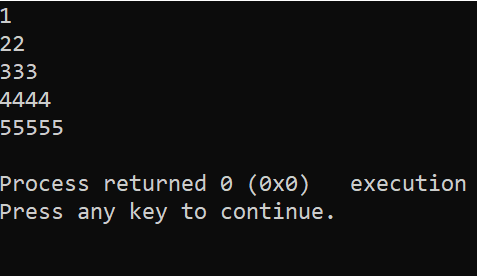 1
22
333
4444
55555
Process returned 0 (0x0)   execution
Press any key to continue.